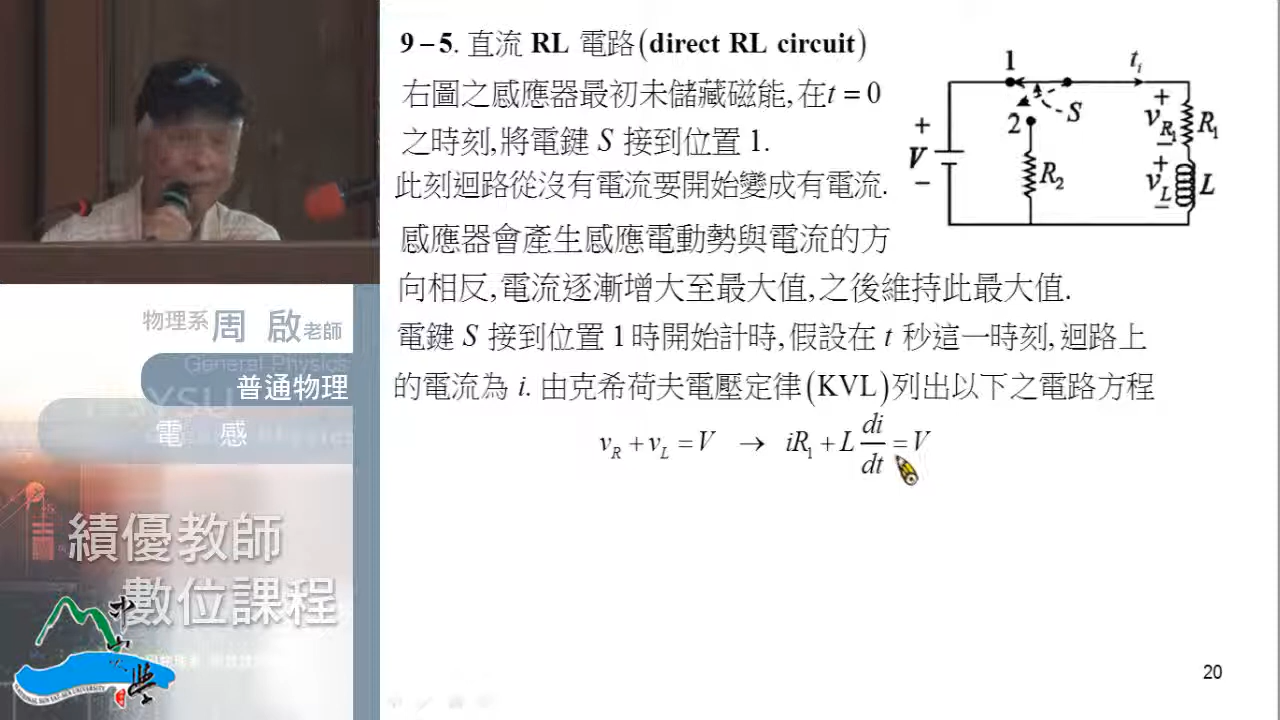 9－5. 直流 RL 電路(direct RL circuit)
右圖之感應器最初未儲藏磁能,在 t = 0
之時刻,將電鍵 S 接到位置 1.
此刻迴路從沒有電流要開始變成有電流.
感應器會產生感應電動勢與電流的方
向相反,電流逐漸增大至最大值,之後維持此最大值.
電鍵 S 接到位置 1 時開始計時,假設在 t 秒這一時刻,迴路上
的電流為 i. 由克希荷夫電壓定律(KVL)列出以下之電路方程
v_R + v_L = V → iR_1 + L di/dt = V
1
t_i
+
V
−
2
S
R_2
+
v_{R_1}
−
R_1
+
v_L
−
L
物理系 周 啟 老師
General Physics
普通物理
電 感
績優教師
數位課程
20